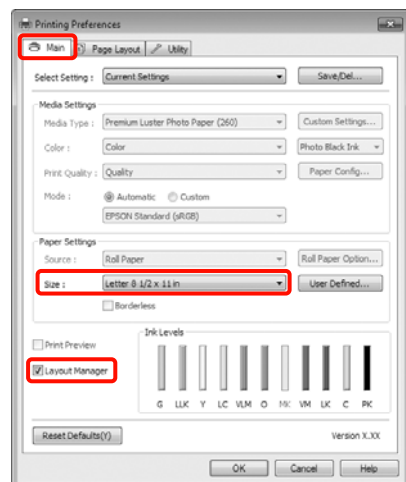 Printing Preferences
Main Page Layout Utility
Select Setting : Current Settings Save/Del...
Media Settings
Media Type : Premium Luster Photo Paper (260) Custom Settings...
Color : Color Photo Black Ink
Print Quality : Quality Paper Config...
Mode : Automatic Custom
EPSON Standard (sRGB)
Paper Settings
Source : Roll Paper Roll Paper Option...
Size : Letter 8 1/2 x 11 in User Defined...
Borderless
Ink Levels
Print Preview
Layout Manager
G LLK Y LC VLM O MK VM LK C PK
Reset Defaults(Y) Version X.XX
OK Cancel Help